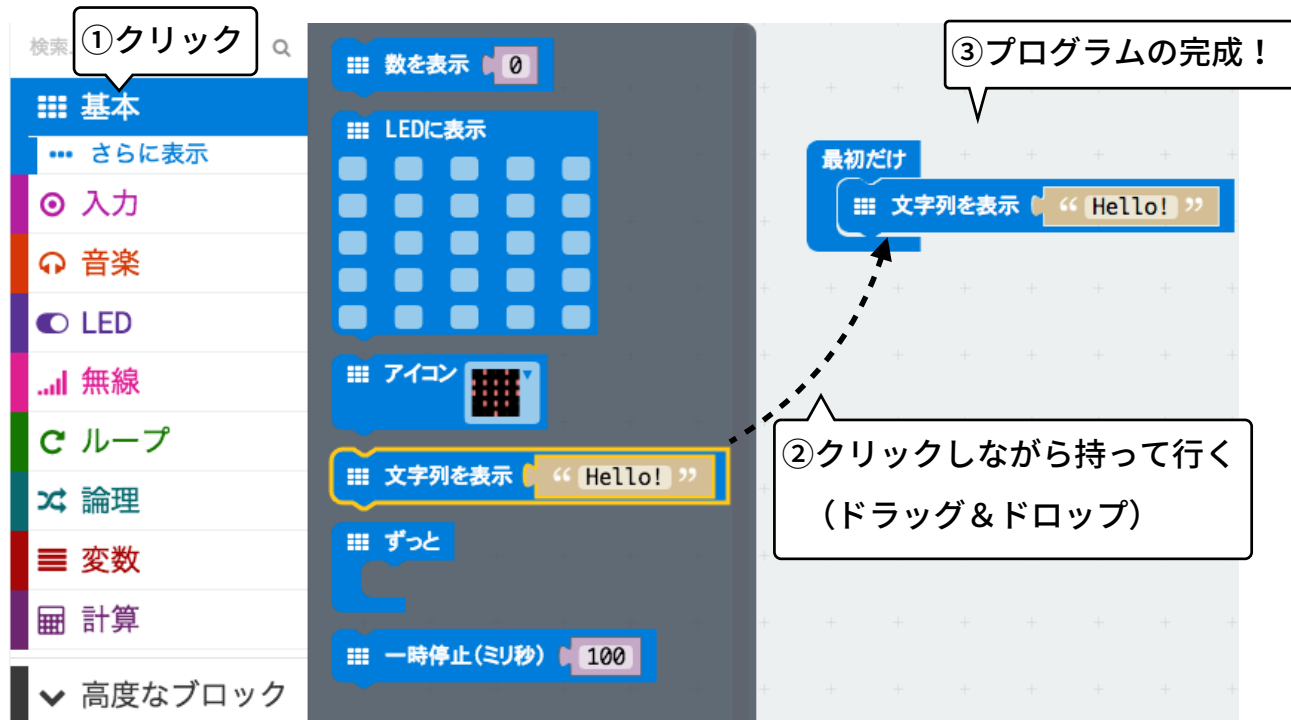 検索
①クリック
基本
さらに表示
入力
音楽
LED
無線
ループ
論理
変数
計算
高度なブロック
数を表示 0
LEDに表示
アイコン
文字列を表示 “ Hello! ”
ずっと
一時停止(ミリ秒) 100
③プログラムの完成！
最初だけ
文字列を表示 “ Hello! ”
②クリックしながら持って行く
（ドラッグ＆ドロップ）